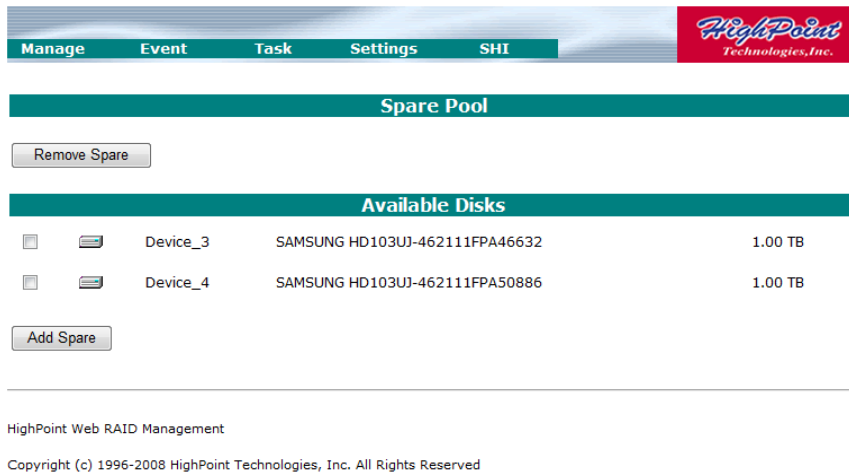 Manage Event Task Settings SHI
HighPoint
Technologies,Inc.
Spare Pool
Remove Spare
Available Disks
Device_3 SAMSUNG HD103UJ-462111FPA46632 1.00 TB
Device_4 SAMSUNG HD103UJ-462111FPA50886 1.00 TB
Add Spare
HighPoint Web RAID Management
Copyright (c) 1996-2008 HighPoint Technologies, Inc. All Rights Reserved